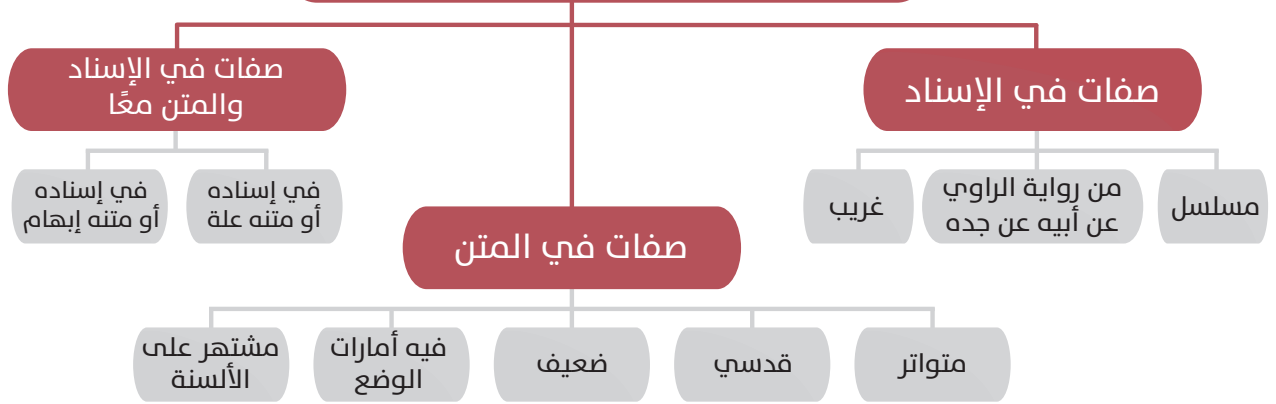 صفات في الإسناد
مسلسل
من رواية الراوي
عن أبيه عن جده
غريب
صفات في الإسناد
والمتن معًا
في إسناده
أو متنه علة
في إسناده
أو متنه إبهام
صفات في المتن
متواتر
قدسي
ضعيف
فيه أمارات
الوضع
مشتهر على
الألسنة